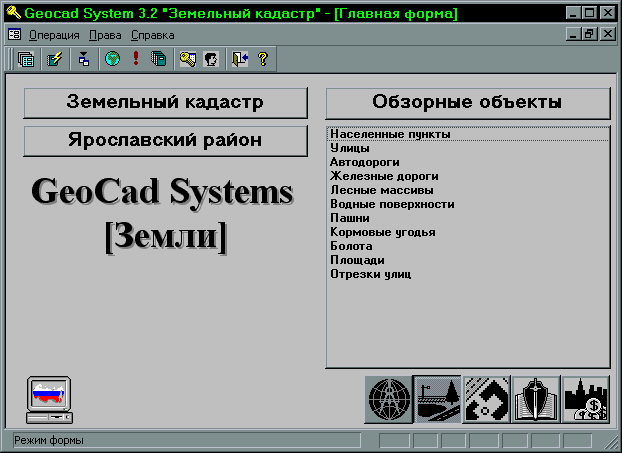 Geocad System 3.2 "Земельный кадастр" - [Главная форма]
Операция Права Справка
Земельный кадастр
Ярославский район
GeoCad Systems
[Земли]
Обзорные объекты
Населенные пункты
Улицы
Автодороги
Железные дороги
Лесные массивы
Водные поверхности
Пашни
Кормовые угодья
Болота
Площади
Отрезки улиц
Режим формы